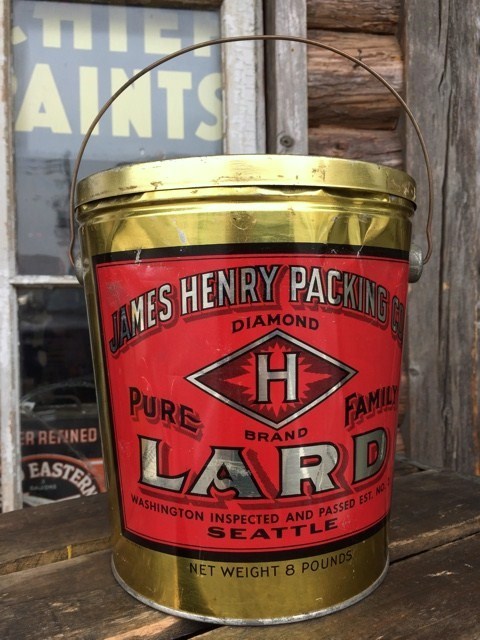 CHIEF
PAINTS
JAMES HENRY PACKING CO
DIAMOND
H
BRAND
PURE FAMILY
LARD
WASHINGTON INSPECTED AND PASSED EST. NO.
SEATTLE
NET WEIGHT 8 POUNDS
ER REFINED
EASTERN